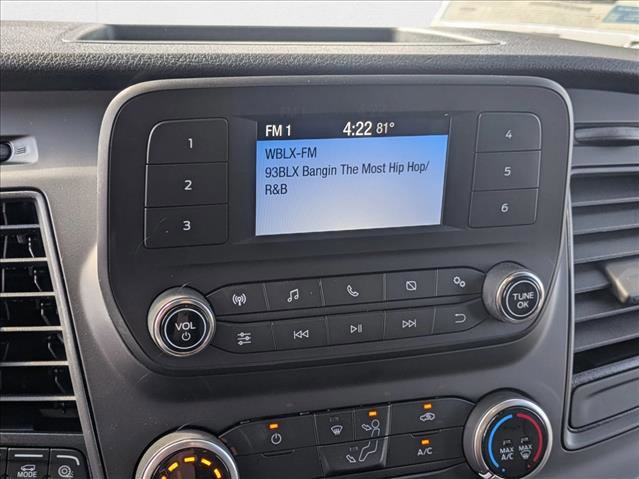 FM 1 4:22 81°
WBLX-FM
93BLX Bangin The Most Hip Hop/
R&B
1
2
3
4
5
6
VOL
TUNE
OK
MODE
A/C
MAX
A/C
MAX